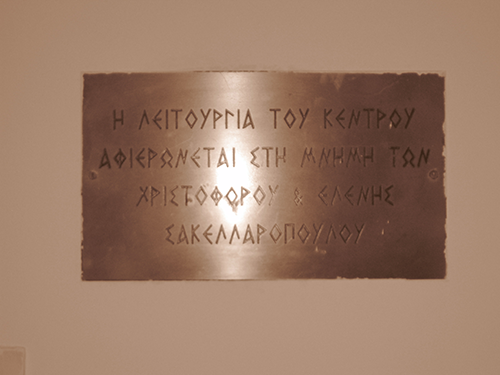 Η ΛΕΙΤΟΥΡΓΙΑ ΤΟΥ ΚΕΝΤΡΟΥ
ΑΦΙΕΡΩΝΕΤΑΙ ΣΤΗ ΜΝΗΜΗ ΤΩΝ
ΧΡΙΣΤΟΦΟΡΟΥ & ΕΛΕΝΗΣ
ΣΑΚΕΛΛΑΡΟΠΟΥΛΟΥ